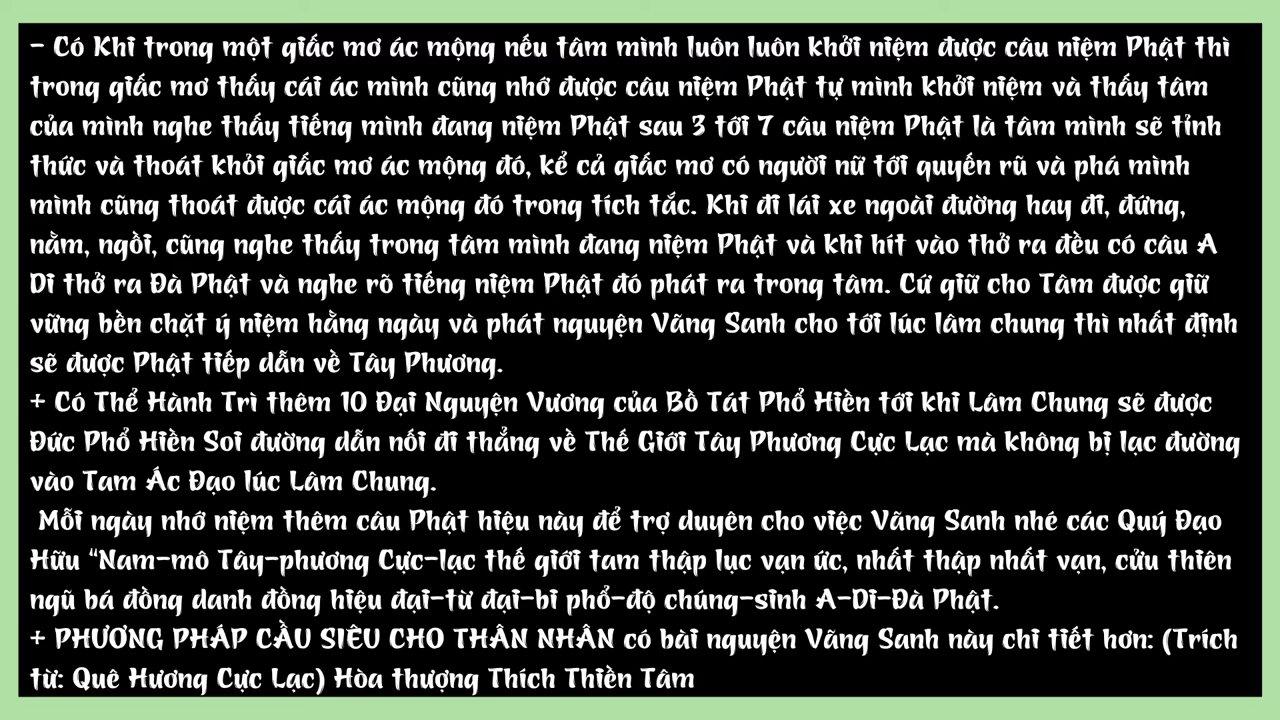 - Có Khi trong một giấc mơ ác mộng nếu tâm mình luôn luôn khởi niệm được câu niệm Phật thì
trong giấc mơ thấy cái ác mình cũng nhớ được câu niệm Phật tự mình khởi niệm và thấy tâm
của mình nghe thấy tiếng mình đang niệm Phật sau 3 tới 7 câu niệm Phật là tâm mình sẽ tỉnh
thức và thoát khỏi giấc mơ ác mộng đó, kể cả giấc mơ có người nữ tới quyến rũ và phá mình
mình cũng thoát được cái ác mộng đó trong tích tắc. Khi đi lái xe ngoài đường hay đi, đứng,
nằm, ngồi, cũng nghe thấy trong tâm mình đang niệm Phật và khi hít vào thở ra đều có câu A
Di thở ra Đà Phật và nghe rõ tiếng niệm Phật đó phát ra trong tâm. Cứ giữ cho Tâm được giữ
vững bền chặt ý niệm hằng ngày và phát nguyện Vãng Sanh cho tới lúc lâm chung thì nhất định
sẽ được Phật tiếp dẫn về Tây Phương.
+ Có Thể Hành Trì thêm 10 Đại Nguyện Vương của Bồ Tát Phổ Hiền tới khi Lâm Chung sẽ được
Đức Phổ Hiền Soi đường dẫn nối đi thẳng về Thế Giới Tây Phương Cực Lạc mà không bị lạc đường
vào Tam Ác Đạo lúc Lâm Chung.
Mỗi ngày nhớ niệm thêm câu Phật hiệu này để trợ duyên cho việc Vãng Sanh nhé các Quý Đạo
Hữu “Nam-mô Tây-phương Cực-lạc thế giới tam thập lục vạn ức, nhất thập nhất vạn, cửu thiên
ngũ bá đồng danh đồng hiệu đại-từ đại-bi phổ-độ chúng-sinh A-Di-Đà Phật.
+ PHƯƠNG PHÁP CẦU SIÊU CHO THÂN NHÂN có bài nguyện Vãng Sanh này chi tiết hơn: (Trích
từ: Quê Hương Cực Lạc) Hòa thượng Thích Thiền Tâm